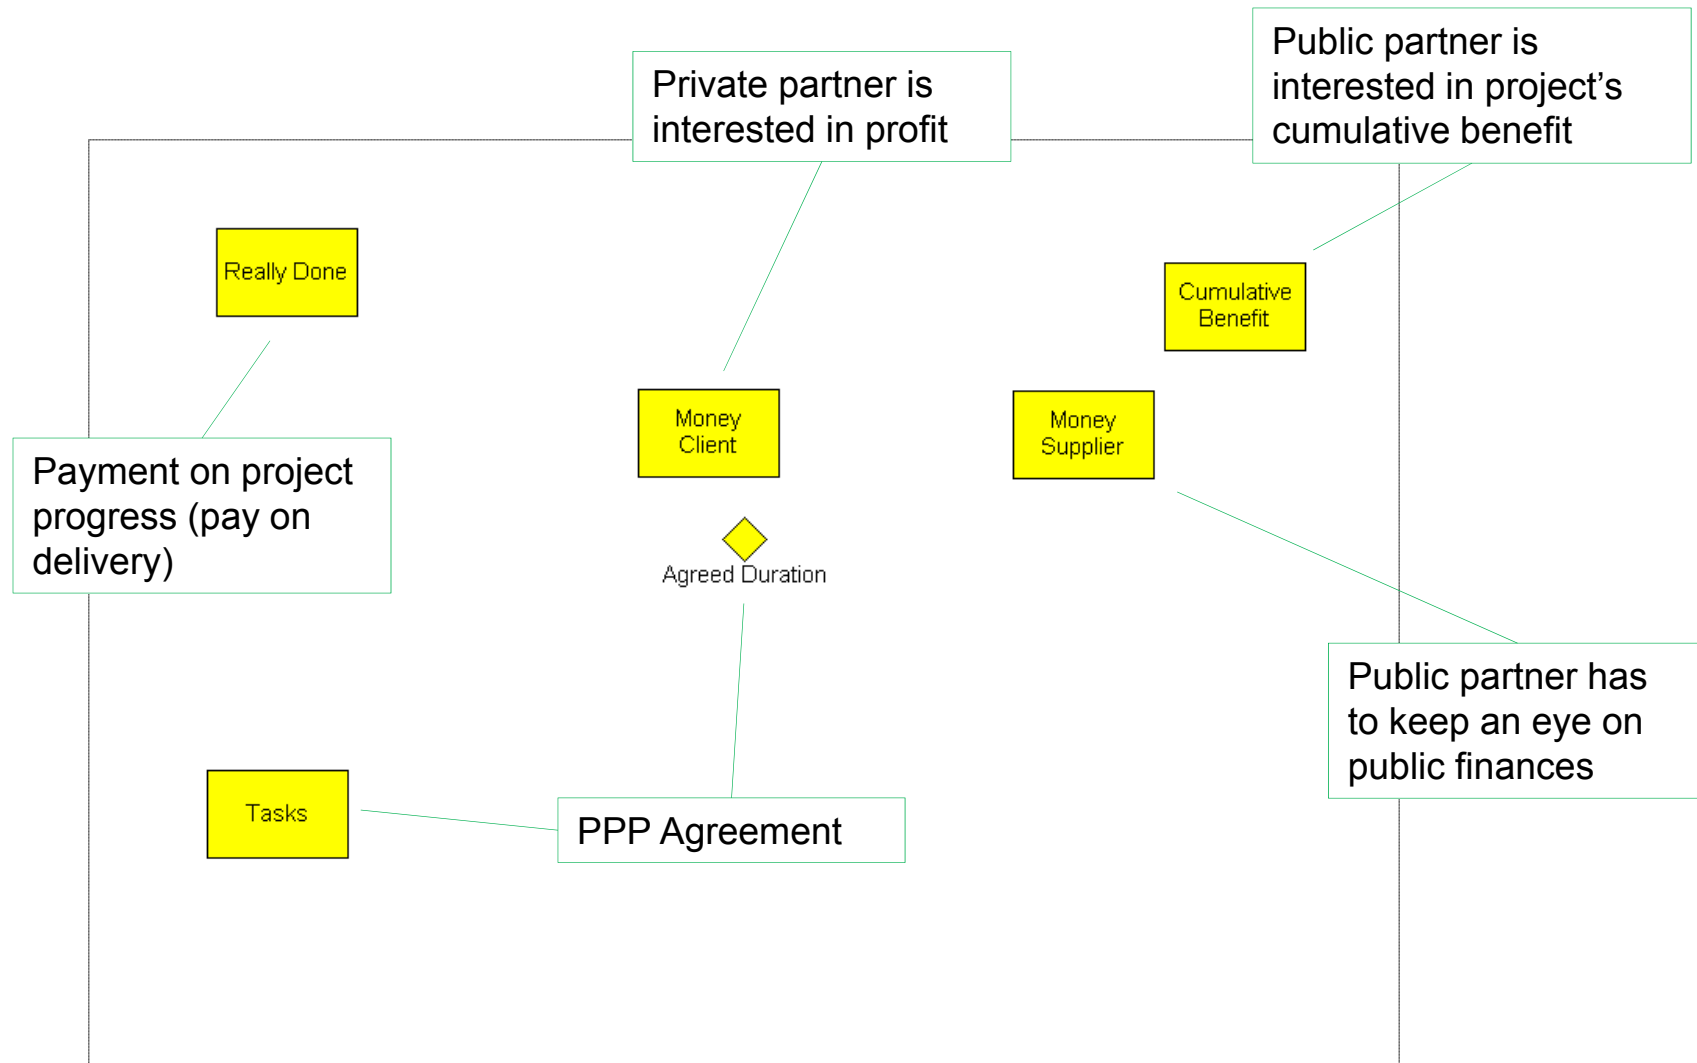 Private partner is
interested in profit
Public partner is
interested in project’s
cumulative benefit
Really Done
Cumulative
Benefit
Money
Client
Money
Supplier
Payment on project
progress (pay on
delivery)
Agreed Duration
Public partner has
to keep an eye on
public finances
Tasks
PPP Agreement